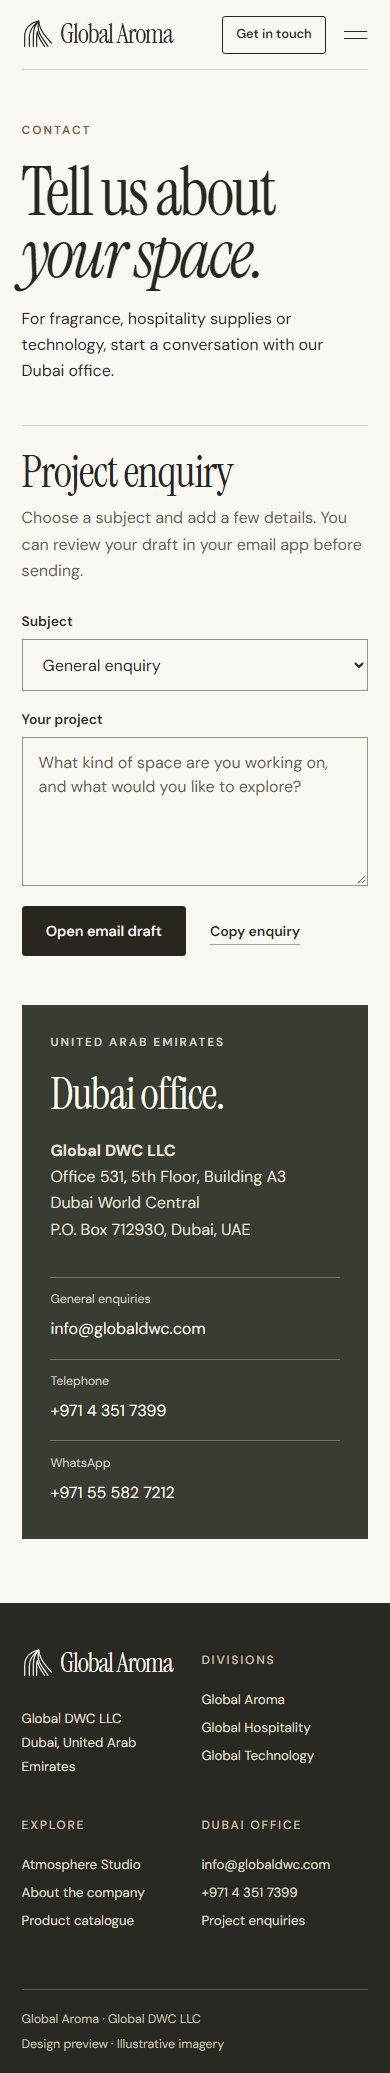 Global Aroma
Get in touch
CONTACT
Tell us about
your space.
For fragrance, hospitality supplies or
technology, start a conversation with our
Dubai office.
Project enquiry
Choose a subject and add a few details. You
can review your draft in your email app before
sending.
Subject
General enquiry
Your project
What kind of space are you working on,
and what would you like to explore?
Open email draft
Copy enquiry
UNITED ARAB EMIRATES
Dubai office.
Global DWC LLC
Office 531, 5th Floor, Building A3
Dubai World Central
P.O. Box 712930, Dubai, UAE
General enquiries
info@globaldwc.com
Telephone
+971 4 351 7399
WhatsApp
+971 55 582 7212
Global Aroma
Global DWC LLC
Dubai, United Arab
Emirates
DIVISIONS
Global Aroma
Global Hospitality
Global Technology
EXPLORE
Atmosphere Studio
About the company
Product catalogue
DUBAI OFFICE
info@globaldwc.com
+971 4 351 7399
Project enquiries
Global Aroma · Global DWC LLC
Design preview · Illustrative imagery